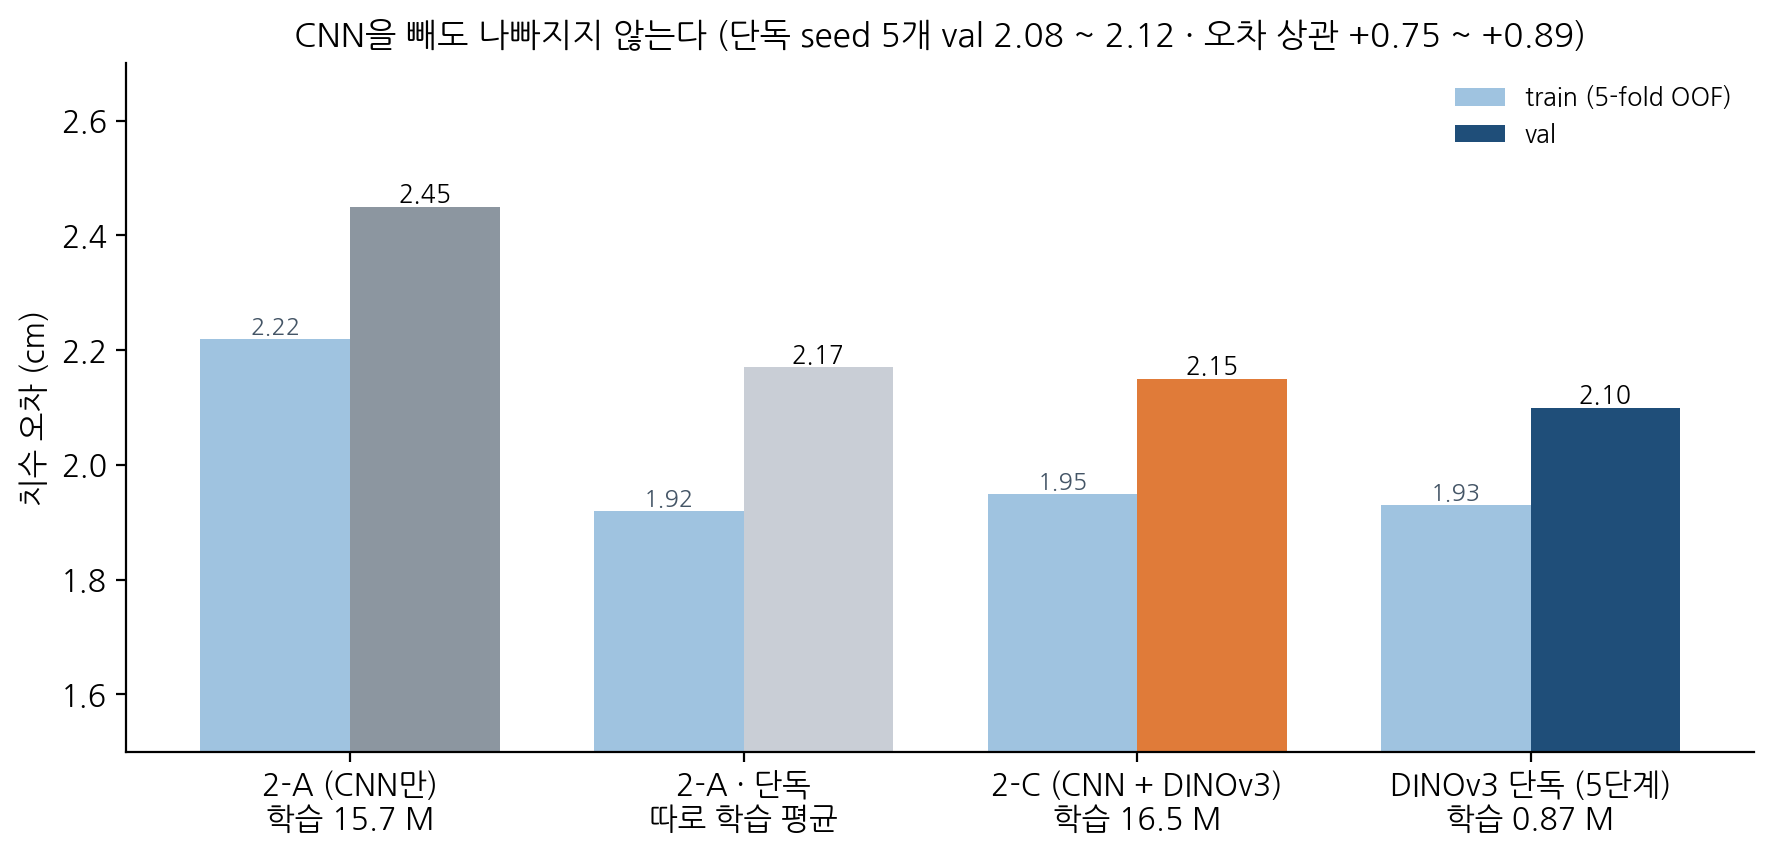 CNN을 빼도 나빠지지 않는다 (단독 seed 5개 val 2.08 ~ 2.12 · 오차 상관 +0.75 ~ +0.89)
train (5-fold OOF)
val
치수 오차 (cm)
2.6
2.4
2.2
2.0
1.8
1.6
2.22
2.45
1.92
2.17
1.95
2.15
1.93
2.10
2-A (CNN만)
학습 15.7 M
2-A · 단독
따로 학습 평균
2-C (CNN + DINOv3)
학습 16.5 M
DINOv3 단독 (5단계)
학습 0.87 M